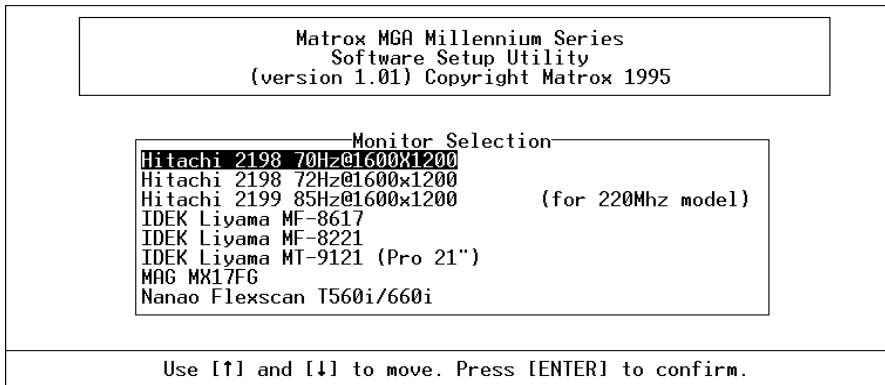 Matrox MGA Millennium Series
Software Setup Utility
(version 1.01) Copyright Matrox 1995
Monitor Selection
Hitachi 2198 70Hz@1600X1200
Hitachi 2198 72Hz@1600x1200
Hitachi 2199 85Hz@1600x1200 (for 220Mhz model)
IDEK Liyama MF-8617
IDEK Liyama MF-8221
IDEK Liyama MT-9121 (Pro 21")
MAG MX17FG
Nanao Flexscan T560i/660i
Use [↑] and [↓] to move. Press [ENTER] to confirm.